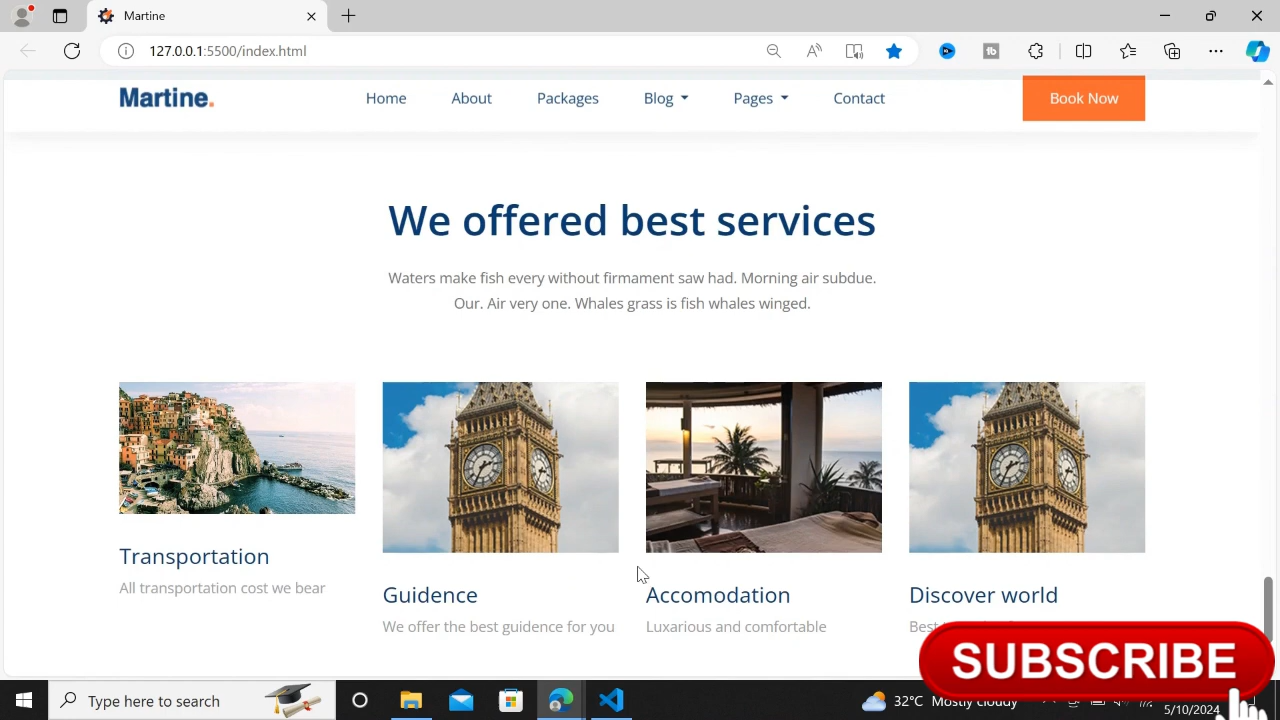 Martine
127.0.0.1:5500/index.html
Martine.
Home
About
Packages
Blog
Pages
Contact
Book Now
We offered best services
Waters make fish every without firmament saw had. Morning air subdue.
Our. Air very one. Whales grass is fish whales winged.
Transportation
All transportation cost we bear
Guidence
We offer the best guidence for you
Accomodation
Luxarious and comfortable
Discover world
Best
SUBSCRIBE
Type here to search
32°C Mostly cloudy
5/10/2024